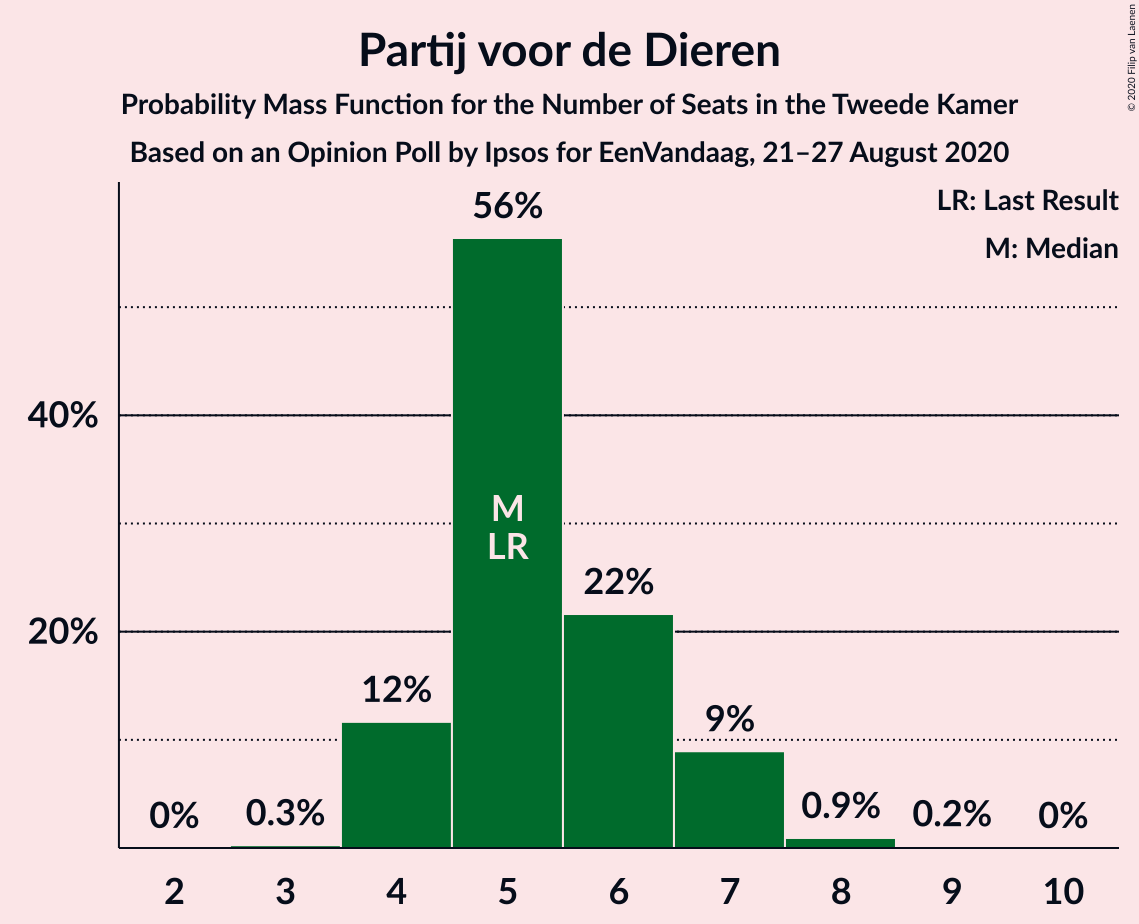 Partij voor de Dieren
Probability Mass Function for the Number of Seats in the Tweede Kamer
Based on an Opinion Poll by Ipsos for EenVandaag, 21–27 August 2020
© 2020 Filip van Laenen
LR: Last Result
M: Median
56%
40%
M
LR
22%
20%
12%
9%
0%
0.3%
0.9%
0.2%
0%
2 3 4 5 6 7 8 9 10